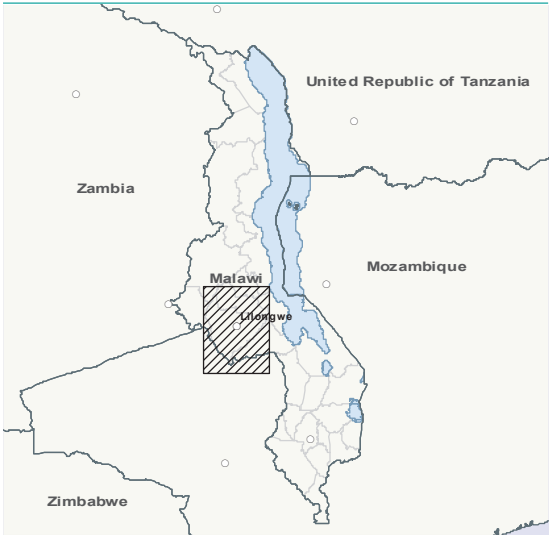 United Republic of Tanzania
Zambia
Mozambique
Malawi
Lilongwe
Zimbabwe